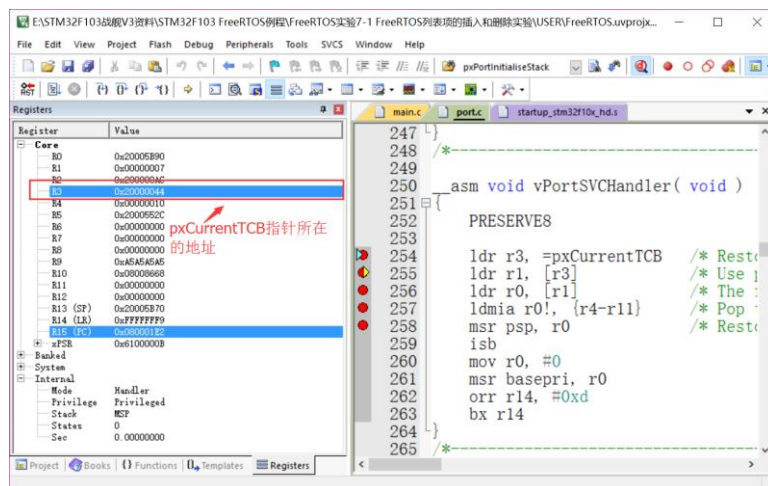 E:\STM32F103战舰V3资料\STM32F103 FreeRTOS例程\FreeRTOS实验7-1 FreeRTOS列表项的插入和删除实验\USER\FreeRTOS.uvprojx...
File Edit View Project Flash Debug Peripherals Tools SVCS Window Help
pxPortInitialiseStack
Registers
main.c port.c startup_stm32f10x_hd.s
Register Value
Core
R0 0x20005B90
R1 0x00000007
R2 0x200000AC
R3 0x20000044
R4 0x00000010
R5 0x2000552C
R6 0x00000000
R7 0x00000000
R8 0x00000000
R9 0xA5A5A5A5
R10 0x08008668
R11 0x00000000
R12 0x00000000
R13 (SP) 0x20005B70
R14 (LR) 0xFFFFFFF9
R15 (PC) 0x080001E2
xPSR 0x6100000B
Banked
System
Internal
Mode Handler
Privilege Privileged
Stack MSP
States 0
Sec 0.00000000
pxCurrentTCB指针所在
的地址
247 }
248 /*-----------------------------------
249
250 __asm void vPortSVCHandler( void )
251 {
252 PRESERVE8
253
254 ldr r3, =pxCurrentTCB /* Resto
255 ldr r1, [r3] /* Use p
256 ldr r0, [r1] /* The
257 ldmia r0!, {r4-r11} /* Pop
258 msr psp, r0 /* Resto
259 isb
260 mov r0, #0
261 msr basepri, r0
262 orr r14, #0xd
263 bx r14
264 }
265 /*-----------------------------------
Project Books {} Functions Templates Registers